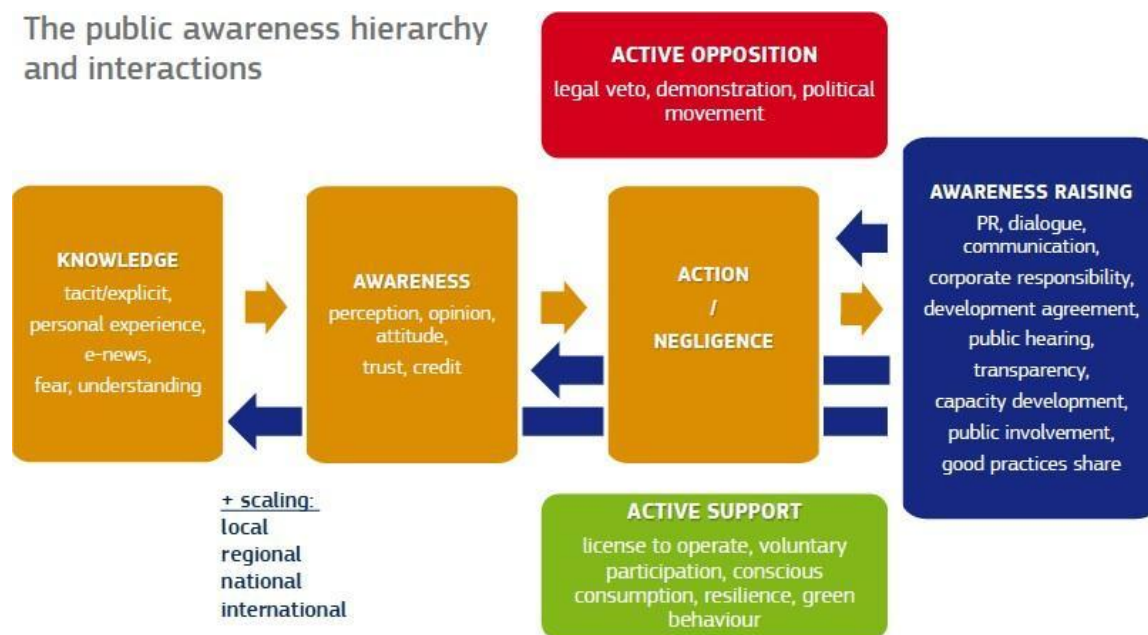 The public awareness hierarchy
and interactions
ACTIVE OPPOSITION
legal veto, demonstration, political
movement
KNOWLEDGE
tacit/explicit,
personal experience,
e-news,
fear, understanding
AWARENESS
perception, opinion,
attitude,
trust, credit
ACTION
/
NEGLIGENCE
AWARENESS RAISING
PR, dialogue,
communication,
corporate responsibility,
development agreement,
public hearing,
transparency,
capacity development,
public involvement,
good practices share
+ scaling:
local
regional
national
international
ACTIVE SUPPORT
license to operate, voluntary
participation, conscious
consumption, resilience, green
behaviour